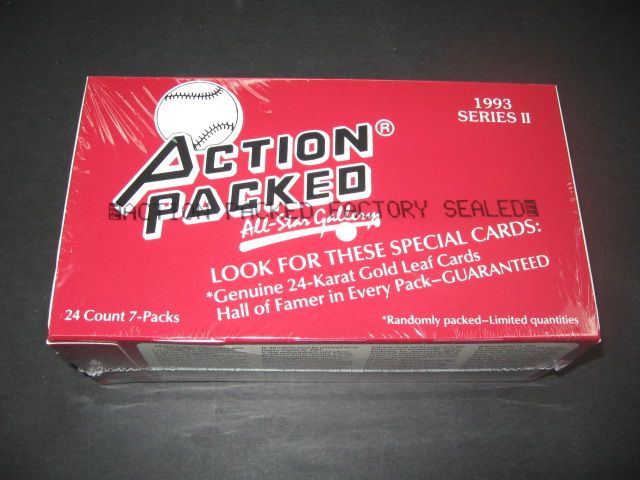 1993
SERIES II
ACTION
PACKED®
ACTION PACKED FACTORY SEALED
All-Star Gallery
LOOK FOR THESE SPECIAL CARDS:
*Genuine 24-Karat Gold Leaf Cards
Hall of Famer in Every Pack–GUARANTEED
24 Count 7-Packs
*Randomly packed–Limited quantities